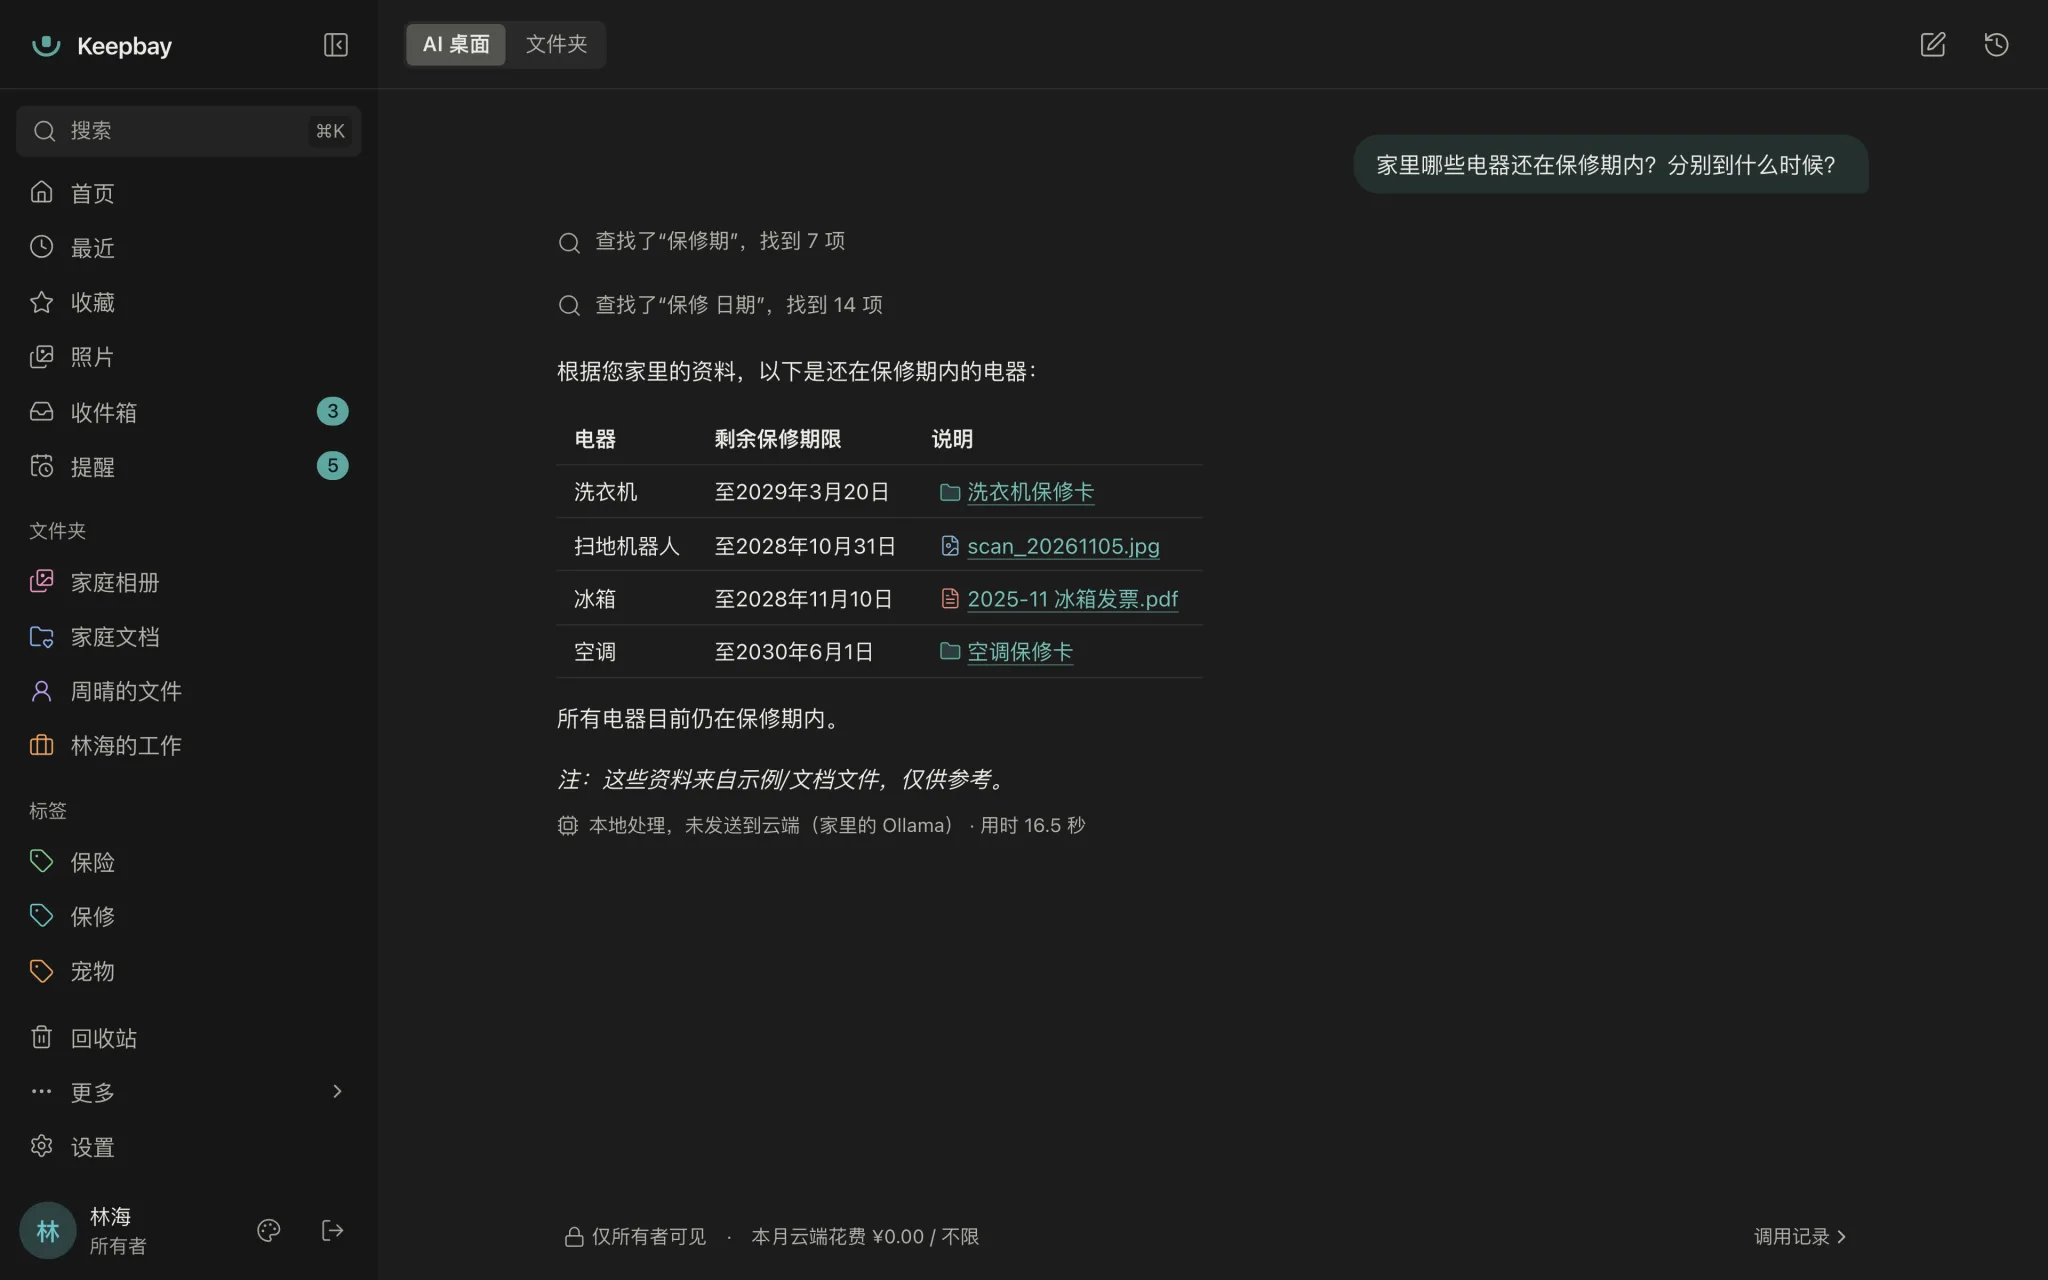 Keepbay
AI 桌面
文件夹
搜索
⌘K
首页
最近
收藏
照片
收件箱
3
提醒
5
文件夹
家庭相册
家庭文档
周晴的文件
林海的工作
标签
保险
保修
宠物
回收站
更多
设置
林
林海
所有者
家里哪些电器还在保修期内？分别到什么时候？
查找了“保修期”，找到 7 项
查找了“保修 日期”，找到 14 项
根据您家里的资料，以下是还在保修期内的电器：
电器 剩余保修期限 说明
洗衣机 至2029年3月20日 洗衣机保修卡
扫地机器人 至2028年10月31日 scan_20261105.jpg
冰箱 至2028年11月10日 2025-11 冰箱发票.pdf
空调 至2030年6月1日 空调保修卡
所有电器目前仍在保修期内。
注：这些资料来自示例/文档文件，仅供参考。
本地处理，未发送到云端（家里的 Ollama） · 用时 16.5 秒
仅所有者可见 · 本月云端花费 ¥0.00 / 不限
调用记录